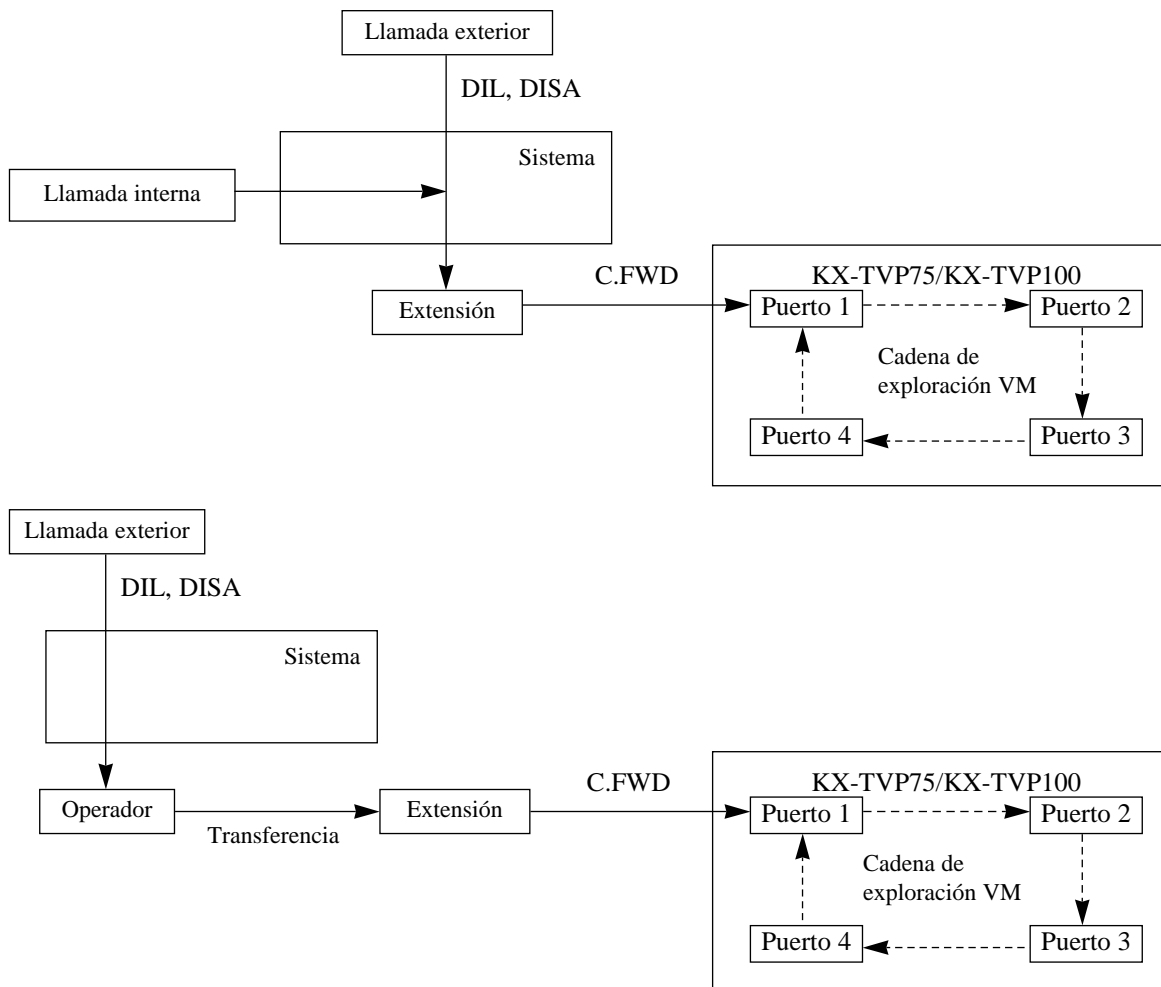 Llamada exterior
DIL, DISA
Sistema
Llamada interna
C.FWD
KX-TVP75/KX-TVP100
Extensión
Puerto 1
Puerto 2
Cadena de
exploración VM
Puerto 4
Puerto 3
Llamada exterior
DIL, DISA
Sistema
C.FWD
KX-TVP75/KX-TVP100
Operador
Transferencia
Extensión
Puerto 1
Puerto 2
Cadena de
exploración VM
Puerto 4
Puerto 3